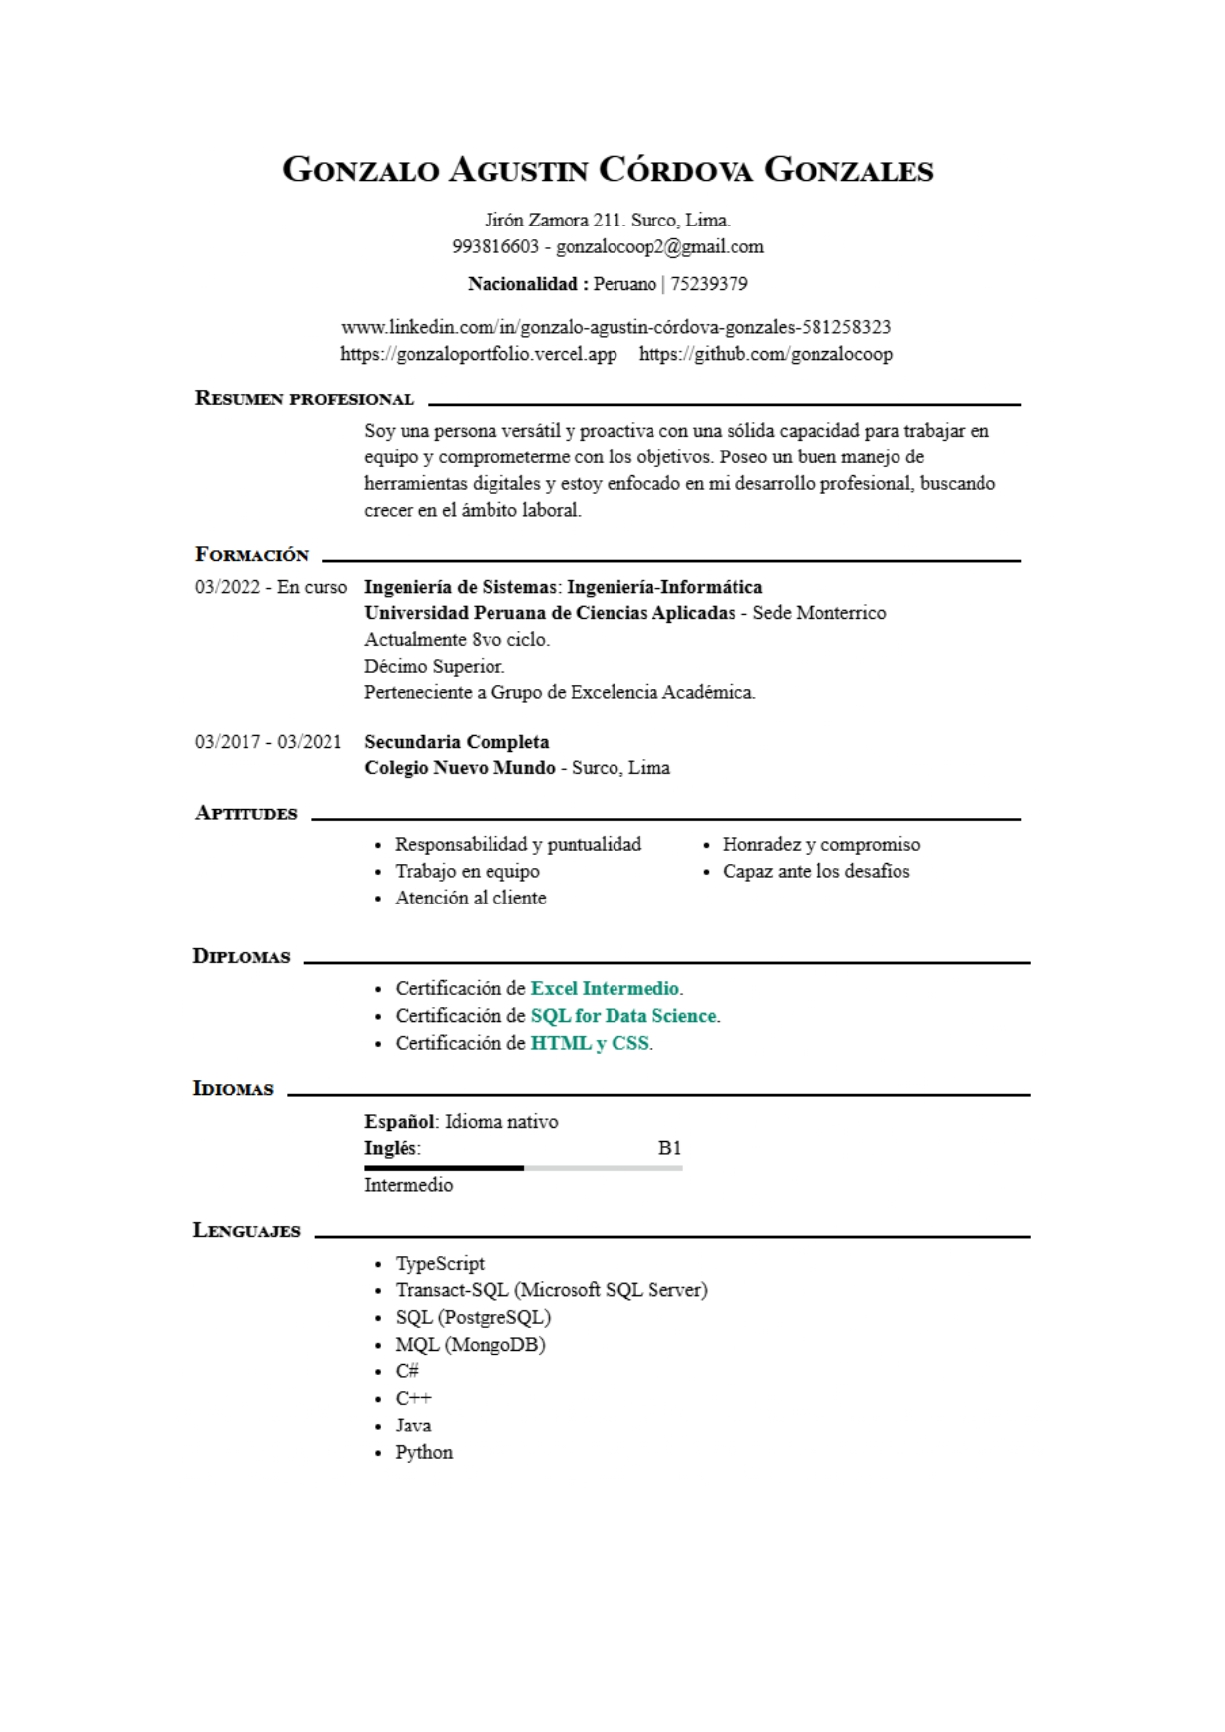 Gonzalo Agustin Córdova Gonzales
Jirón Zamora 211. Surco, Lima.
993816603 - gonzalocoop2@gmail.com
Nacionalidad : Peruano | 75239379
www.linkedin.com/in/gonzalo-agustin-córdova-gonzales-581258323
https://gonzaloportfolio.vercel.app https://github.com/gonzalocoop
Resumen profesional
Soy una persona versátil y proactiva con una sólida capacidad para trabajar en
equipo y comprometerme con los objetivos. Poseo un buen manejo de
herramientas digitales y estoy enfocado en mi desarrollo profesional, buscando
crecer en el ámbito laboral.
Formación
03/2022 - En curso Ingeniería de Sistemas: Ingeniería-Informática
Universidad Peruana de Ciencias Aplicadas - Sede Monterrico
Actualmente 8vo ciclo.
Décimo Superior.
Perteneciente a Grupo de Excelencia Académica.
03/2017 - 03/2021 Secundaria Completa
Colegio Nuevo Mundo - Surco, Lima
Aptitudes
• Responsabilidad y puntualidad
• Trabajo en equipo
• Atención al cliente
• Honradez y compromiso
• Capaz ante los desafíos
Diplomas
• Certificación de Excel Intermedio.
• Certificación de SQL for Data Science.
• Certificación de HTML y CSS.
Idiomas
Español: Idioma nativo
Inglés: B1
Intermedio
Lenguajes
• TypeScript
• Transact-SQL (Microsoft SQL Server)
• SQL (PostgreSQL)
• MQL (MongoDB)
• C#
• C++
• Java
• Python